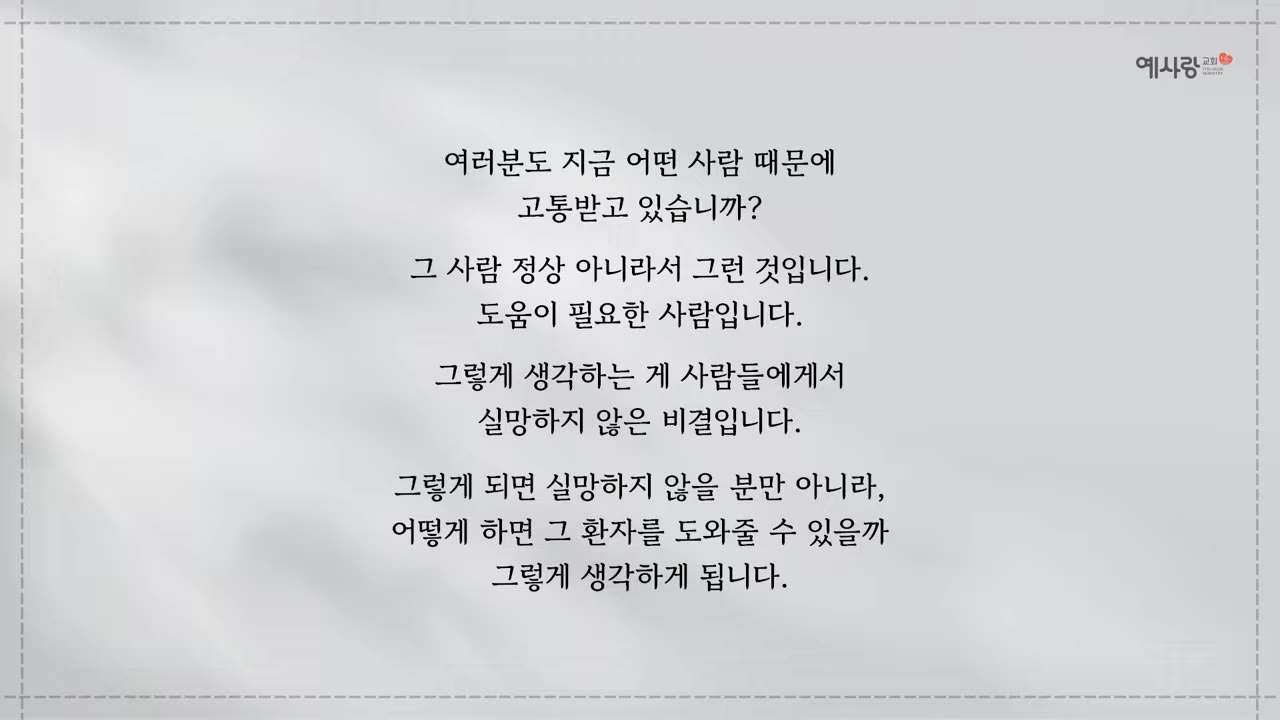 예사랑 교회
여러분도 지금 어떤 사람 때문에
고통받고 있습니까?
그 사람 정상 아니라서 그런 것입니다.
도움이 필요한 사람입니다.
그렇게 생각하는 게 사람들에게서
실망하지 않은 비결입니다.
그렇게 되면 실망하지 않을 분만 아니라,
어떻게 하면 그 환자를 도와줄 수 있을까
그렇게 생각하게 됩니다.